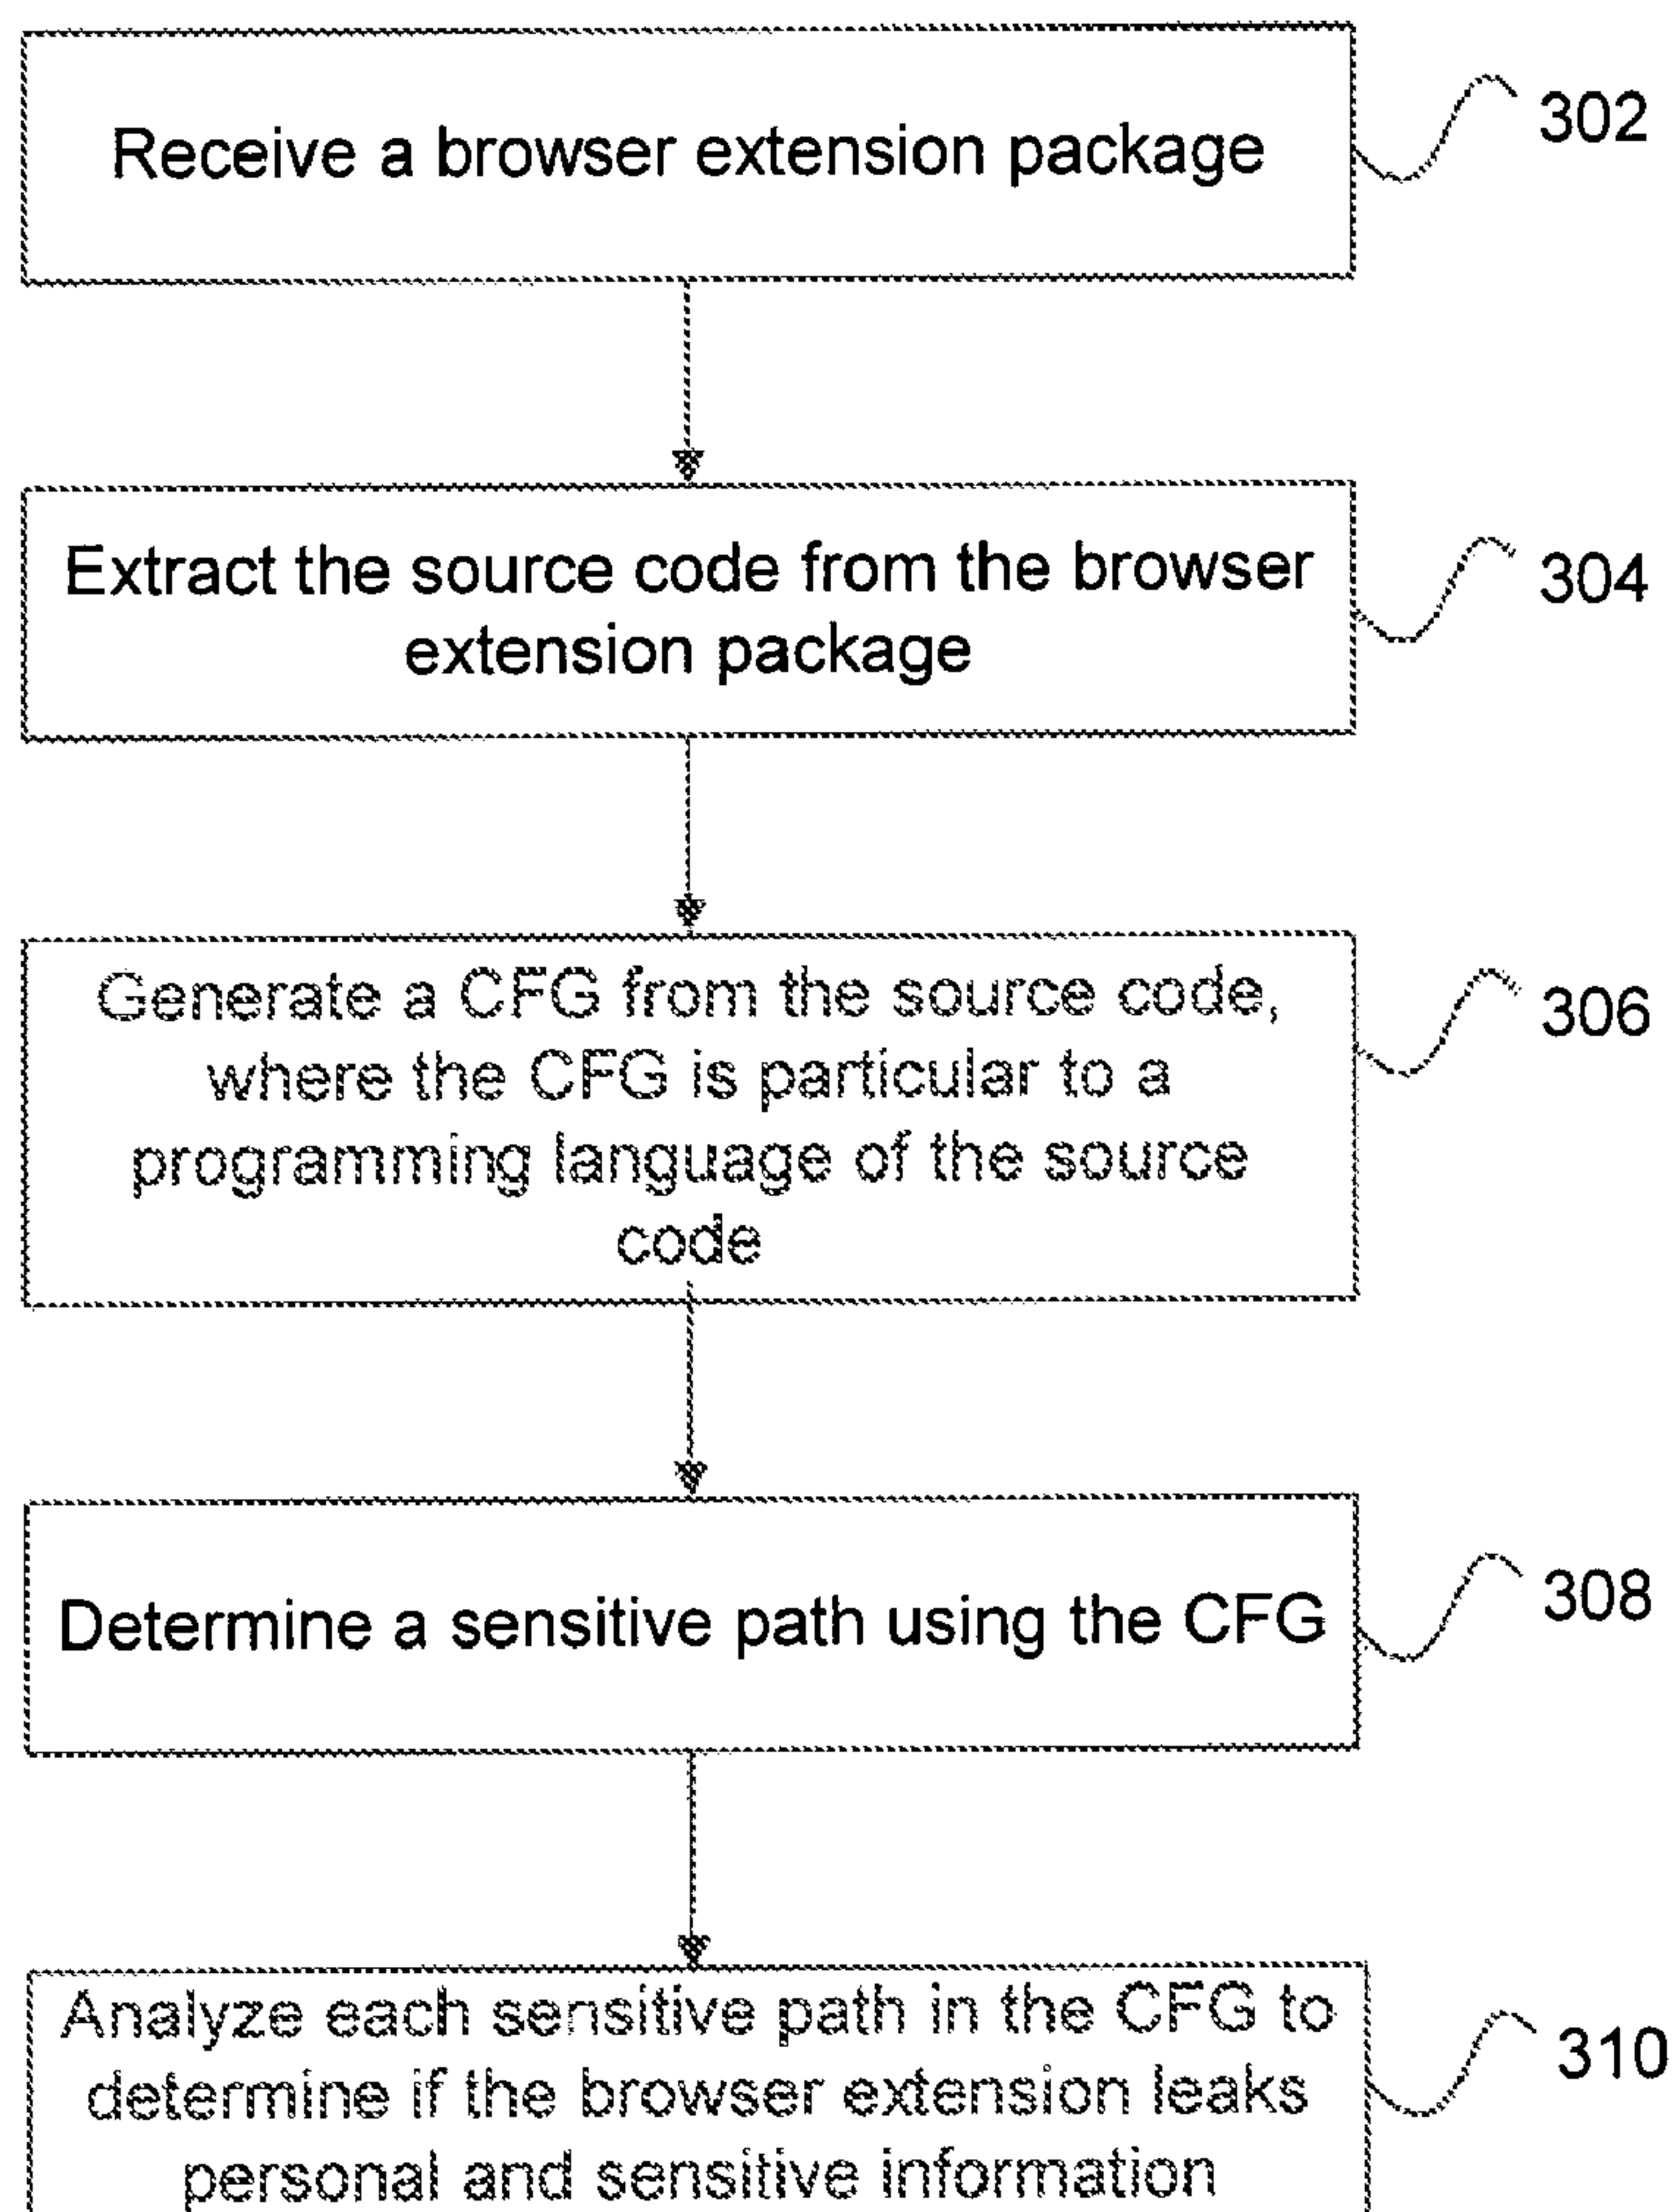 Receive a browser extension package
302
Extract the source code from the browser
extension package
304
Generate a CFG from the source code,
where the CFG is particular to a
programming language of the source
code
306
Determine a sensitive path using the CFG
308
Analyze each sensitive path in the CFG to
determine if the browser extension leaks
personal and sensitive information
310